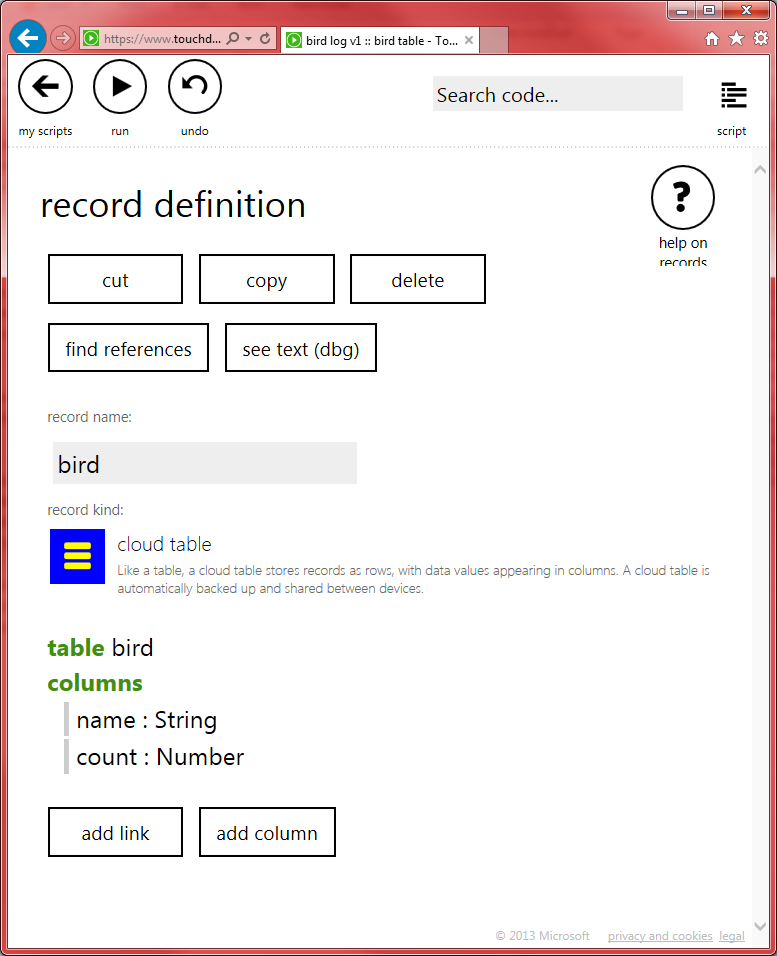 https://www.touchd...
bird log v1 :: bird table - To...
my scripts
run
undo
Search code...
script
record definition
help on
records
cut
copy
delete
find references
see text (dbg)
record name:
bird
record kind:
cloud table
Like a table, a cloud table stores records as rows, with data values appearing in columns. A cloud table is
automatically backed up and shared between devices.
table bird
columns
name : String
count : Number
add link
add column
© 2013 Microsoft privacy and cookies legal